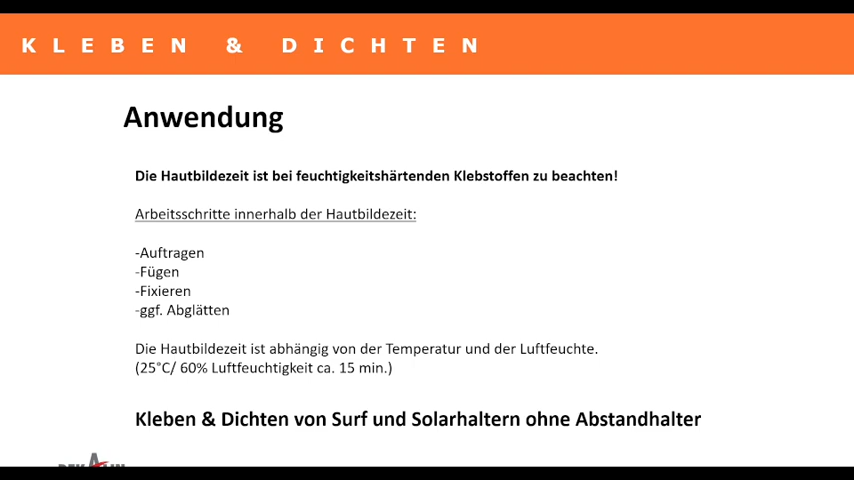 KLEBEN & DICHTEN
Anwendung
Die Hautbildezeit ist bei feuchtigkeitshärtenden Klebstoffen zu beachten!
Arbeitsschritte innerhalb der Hautbildezeit:
-Auftragen
-Fügen
-Fixieren
-ggf. Abglätten
Die Hautbildezeit ist abhängig von der Temperatur und der Luftfeuchte.
(25°C/ 60% Luftfeuchtigkeit ca. 15 min.)
Kleben & Dichten von Surf und Solarhaltern ohne Abstandhalter